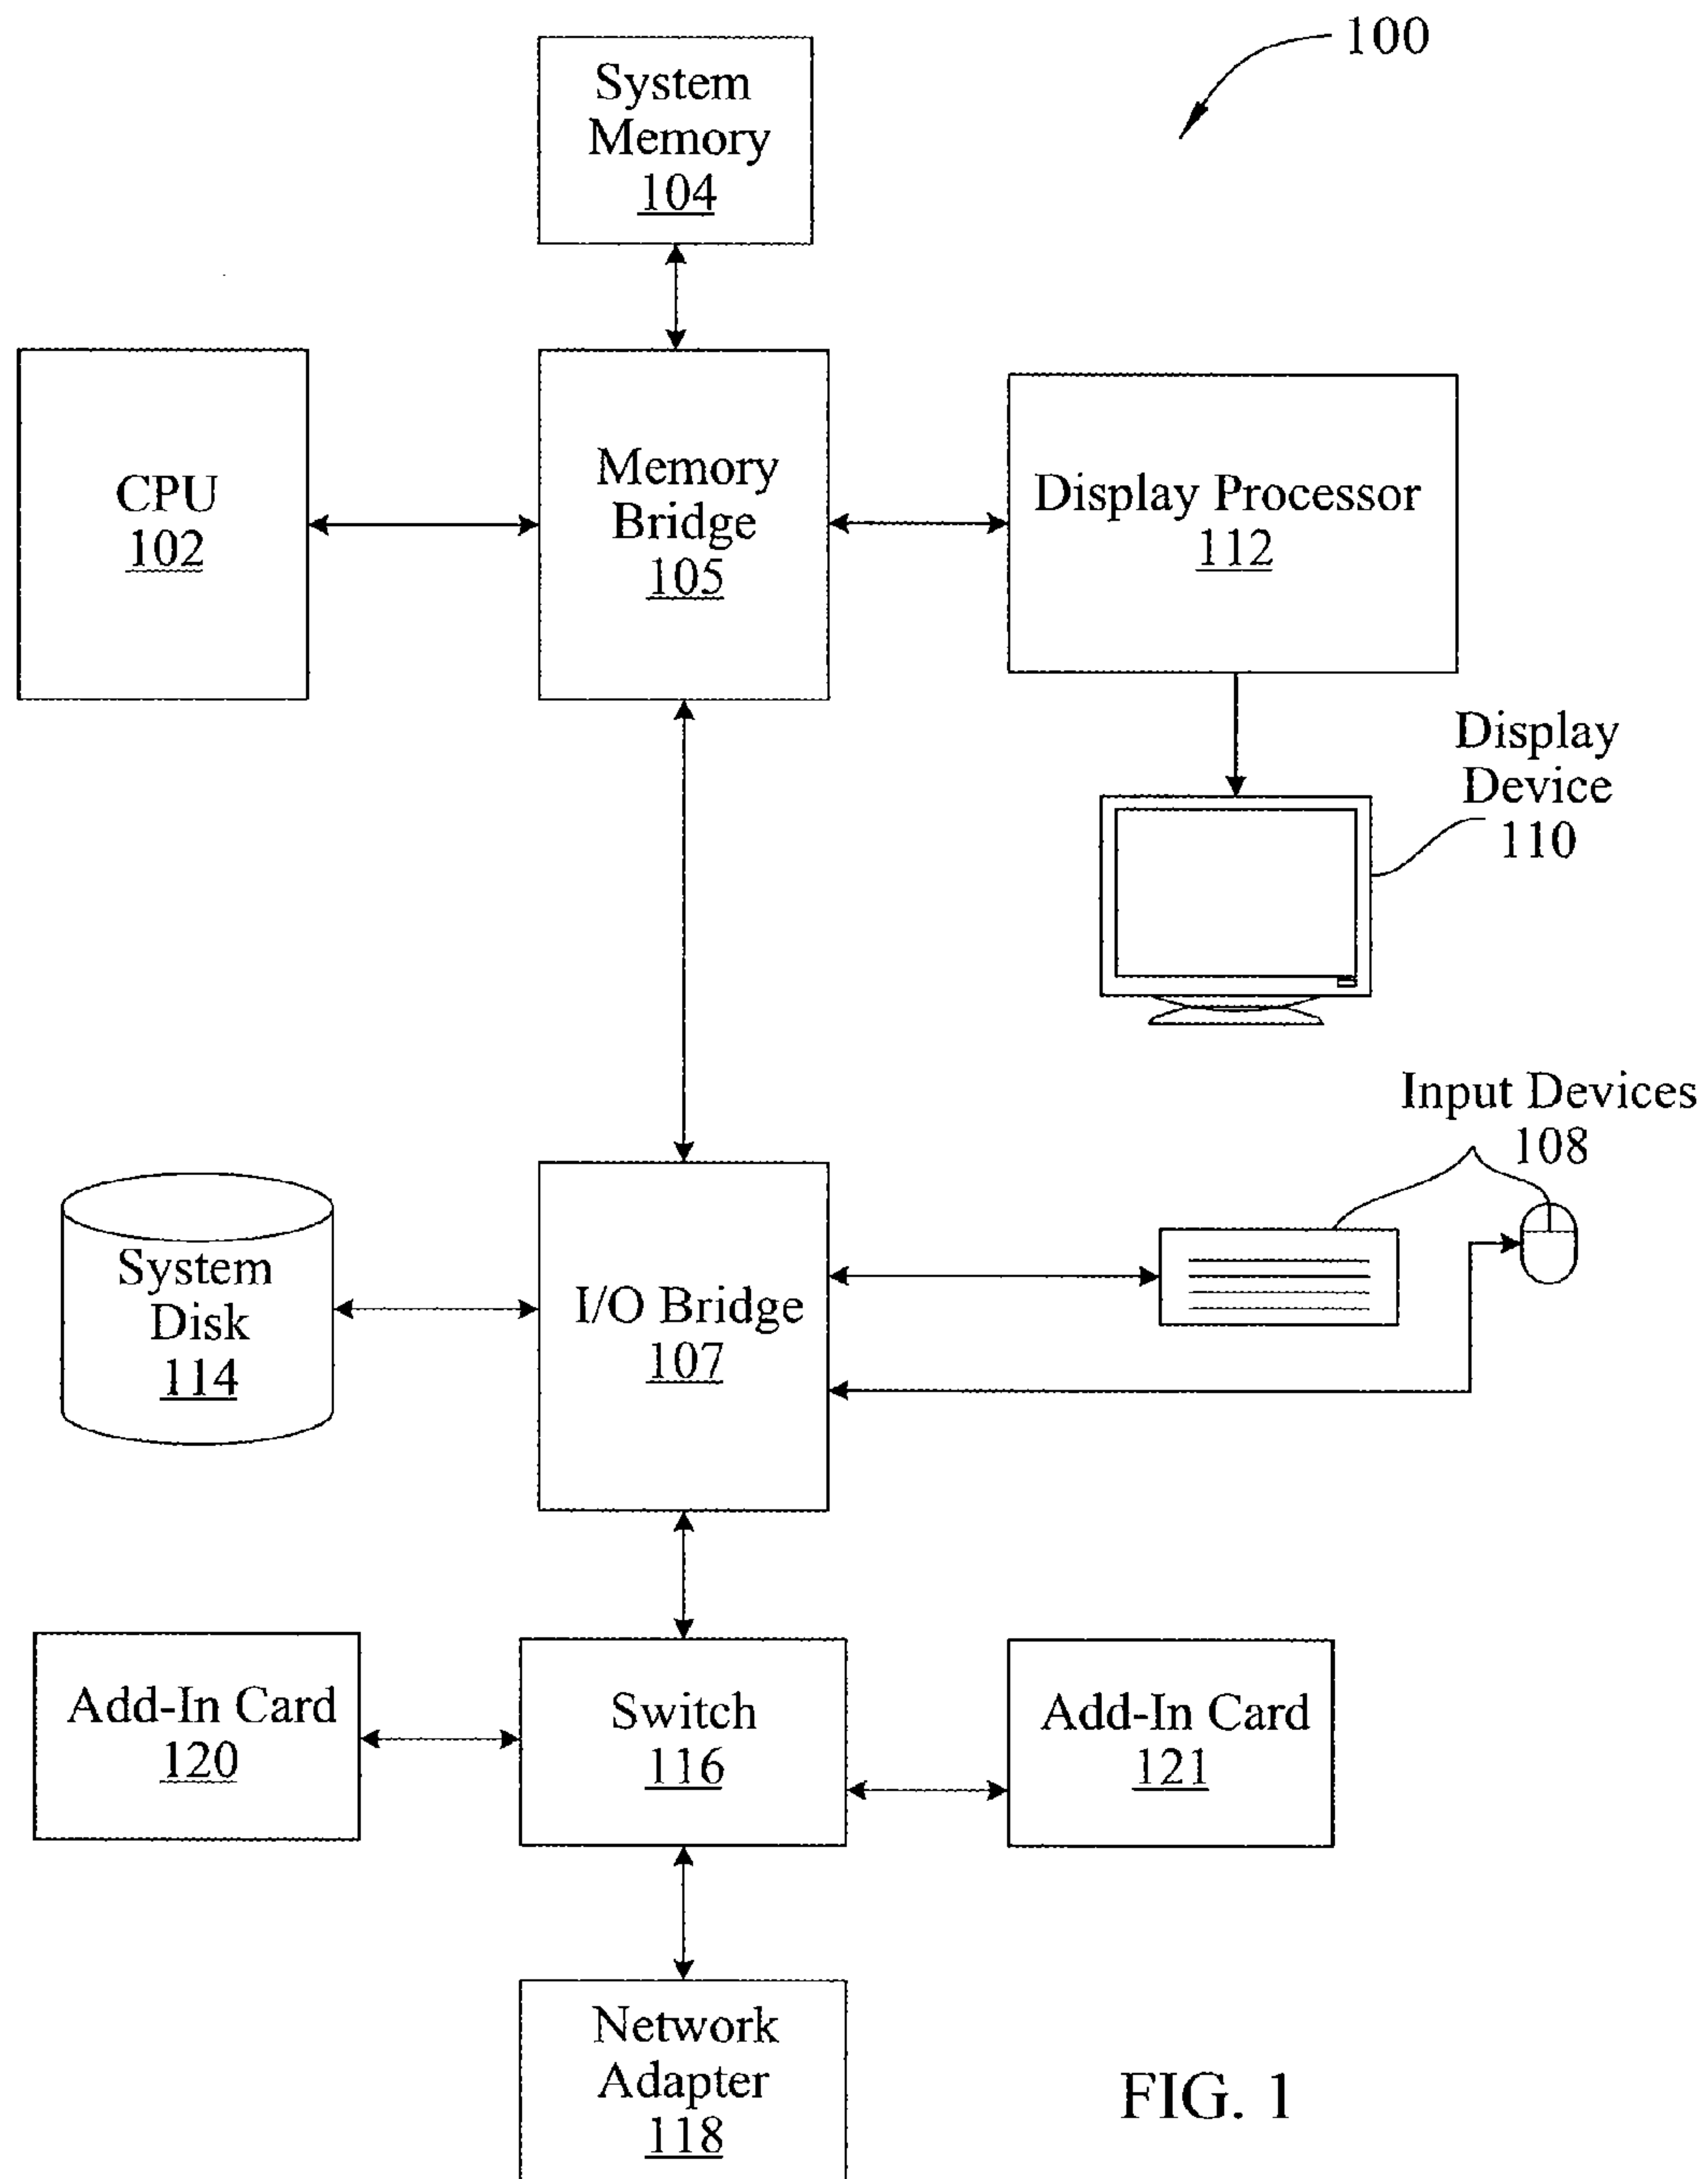 100
System
Memory
104
CPU
102
Memory
Bridge
105
Display Processor
112
Display
Device
110
Input Devices
108
System
Disk
114
I/O Bridge
107
Add-In Card
120
Switch
116
Add-In Card
121
Network
Adapter
118
FIG. 1